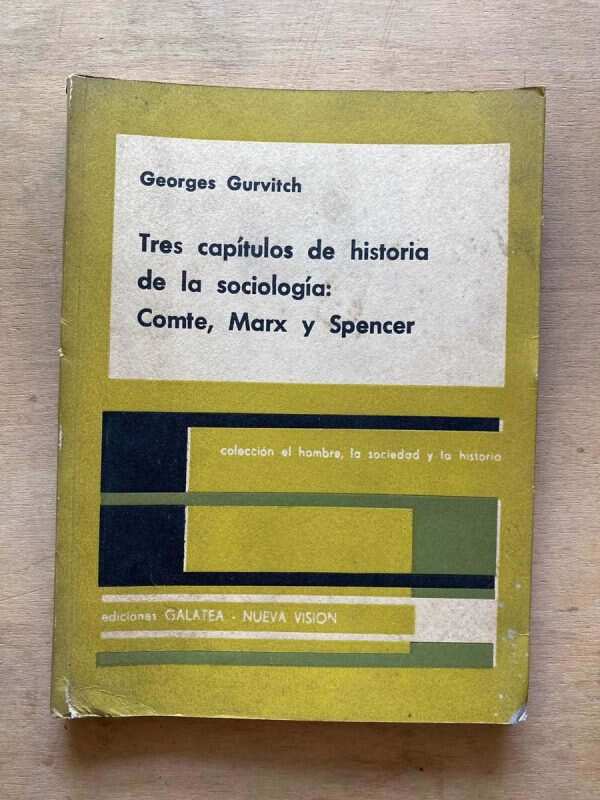 Georges Gurvitch
Tres capítulos de historia
de la sociología:
Comte, Marx y Spencer
colección el hombre, la sociedad y la historia
ediciones GALATEA - NUEVA VISION